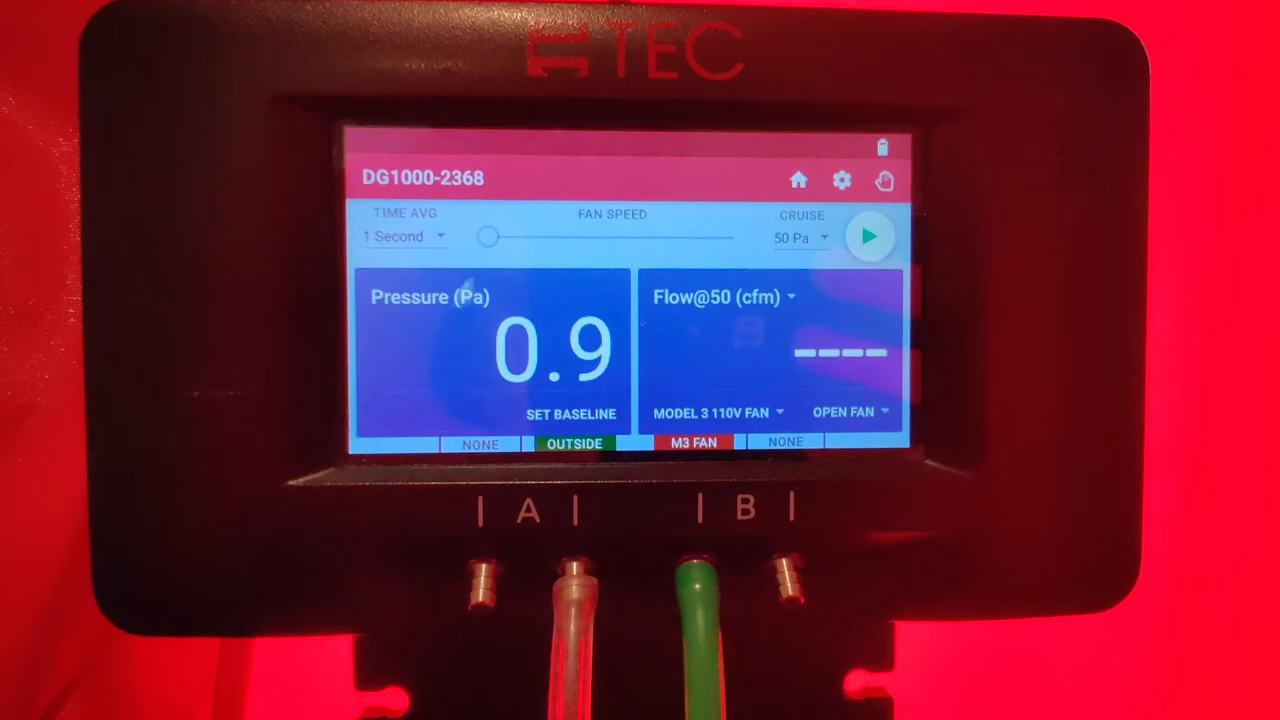 TEC
DG1000-2368
TIME AVG
FAN SPEED
CRUISE
1 Second
50 Pa
Pressure (Pa)
Flow@50 (cfm)
0.9
----
SET BASELINE
MODEL 3 110V FAN
OPEN FAN
NONE
OUTSIDE
M3 FAN
NONE
A
B